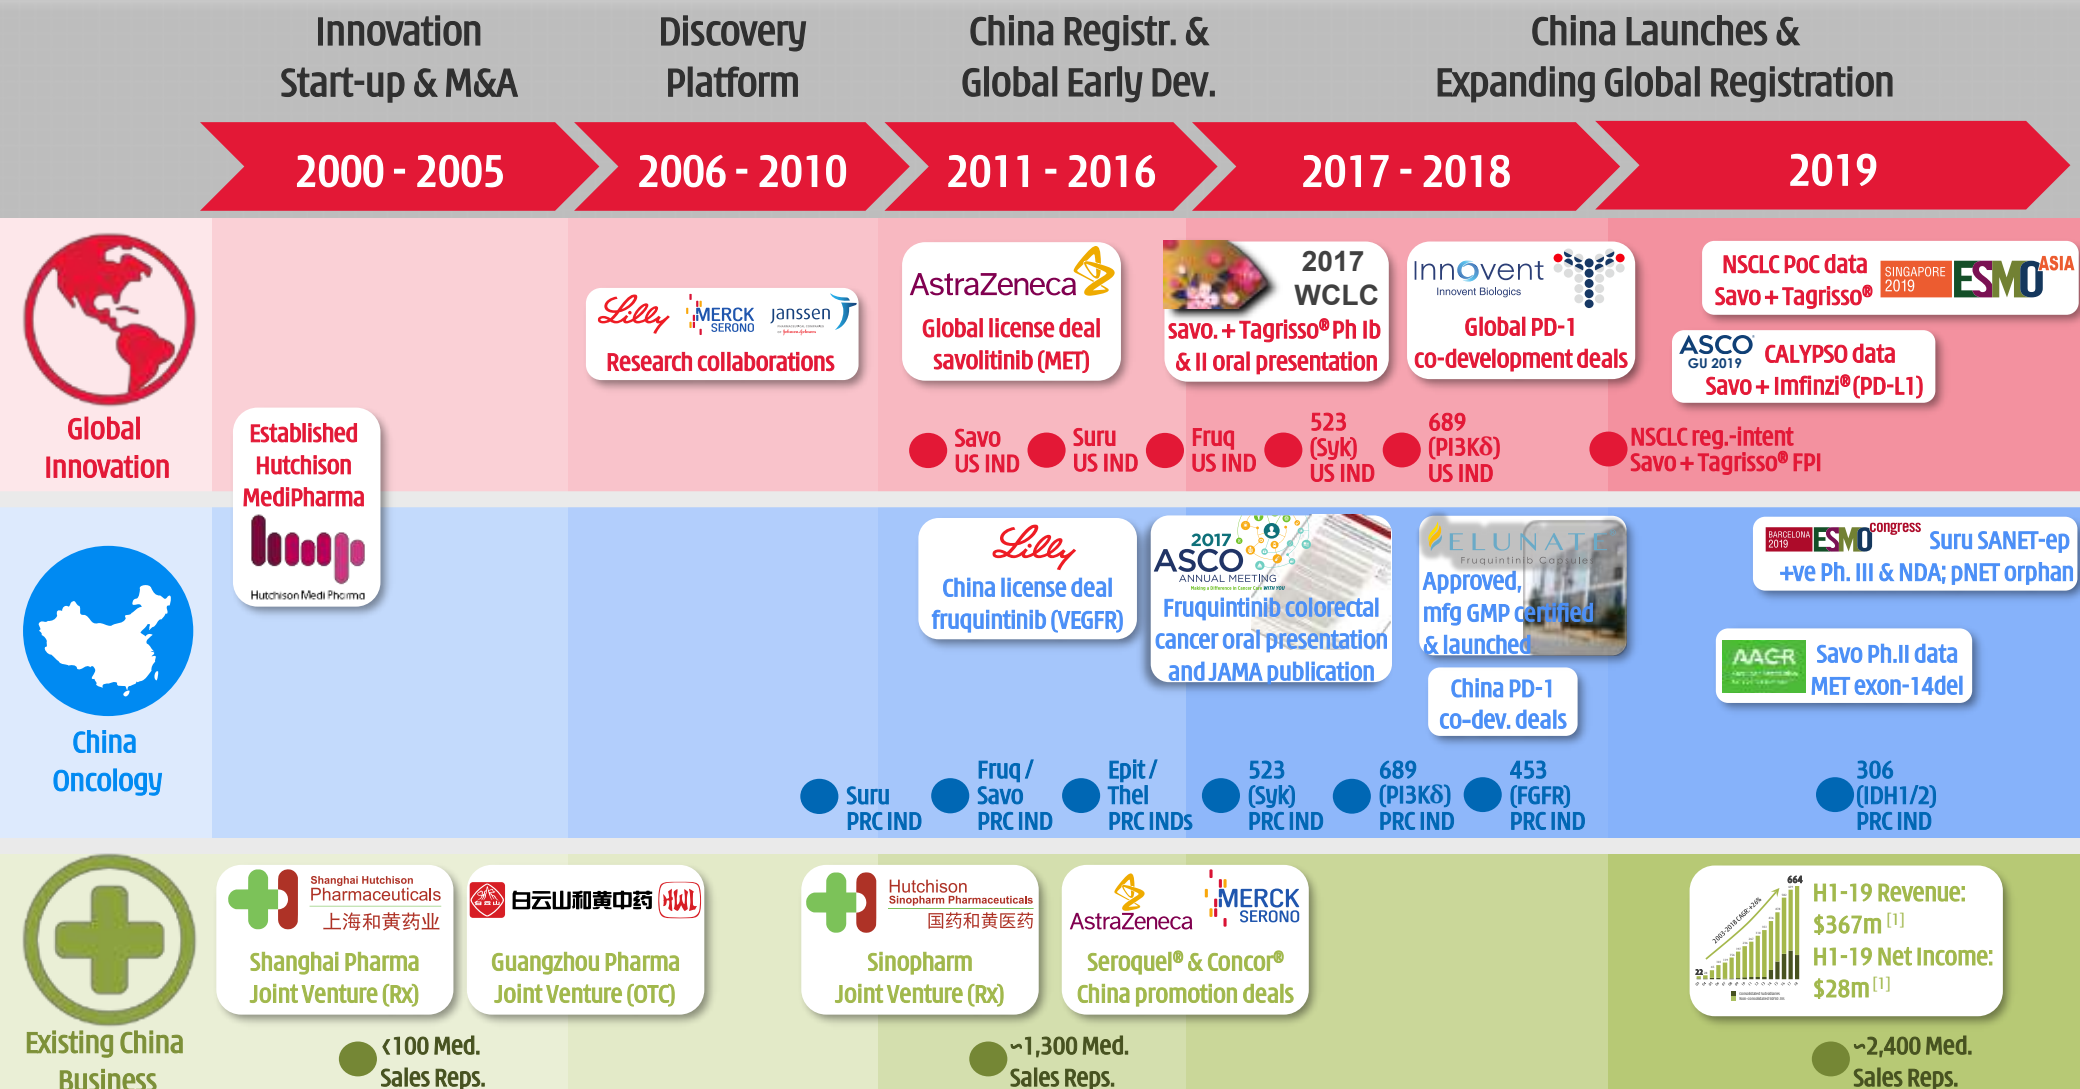 Innovation
Start-up & M&A
Discovery
Platform
China Registr. &
Global Early Dev.
China Launches &
Expanding Global Registration
2000 - 2005
2006 - 2010
2011 - 2016
2017 - 2018
2019
Global
Innovation
Established
Hutchison
MediPharma
Hutchison MediPharma
Lilly
MERCK
SERONO
janssen
Research collaborations
AstraZeneca
Global license deal
savolitinib (MET)
2017
WCLC
savo. + Tagrisso® Ph Ib
& II oral presentation
Innovent
Innovent Biologics
Global PD-1
co-development deals
NSCLC PoC data
Savo + Tagrisso®
SINGAPORE
2019
ESMO ASIA
ASCO
GU 2019
CALYPSO data
Savo + Imfinzi® (PD-L1)
Savo
US IND
Suru
US IND
Fruq
US IND
523
(Syk)
US IND
689
(PI3Kδ)
US IND
NSCLC reg.-intent
Savo + Tagrisso® FPI
China
Oncology
Lilly
China license deal
fruquintinib (VEGFR)
2017
ASCO
ANNUAL MEETING
Making a Difference in Cancer Care WITH YOU
Fruquintinib colorectal
cancer oral presentation
and JAMA publication
ELUNATE
Fruquintinib Capsules
Approved,
mfg GMP certified
& launched
China PD-1
co-dev. deals
BARCELONA
2019
ESMO congress
Suru SANET-ep
+ve Ph. III & NDA; pNET orphan
AACR
Savo Ph.II data
MET exon-14del
Suru
PRC IND
Fruq /
Savo
PRC IND
Epit /
Thel
PRC INDs
523
(Syk)
PRC IND
689
(PI3Kδ)
PRC IND
453
(FGFR)
PRC IND
306
(IDH1/2)
PRC IND
Existing China
Business
Shanghai Hutchison
Pharmaceuticals
上海和黄药业
Shanghai Pharma
Joint Venture (Rx)
白云山和黄中药
HWL
Guangzhou Pharma
Joint Venture (OTC)
Hutchison
Sinopharm Pharmaceuticals
国药和黄医药
Sinopharm
Joint Venture (Rx)
AstraZeneca
MERCK
SERONO
Seroquel® & Concor®
China promotion deals
22
2003-2018 CAGR: +26%
664
H1-19 Revenue:
$367m [1]
H1-19 Net Income:
$28m [1]
<100 Med.
Sales Reps.
~1,300 Med.
Sales Reps.
~2,400 Med.
Sales Reps.